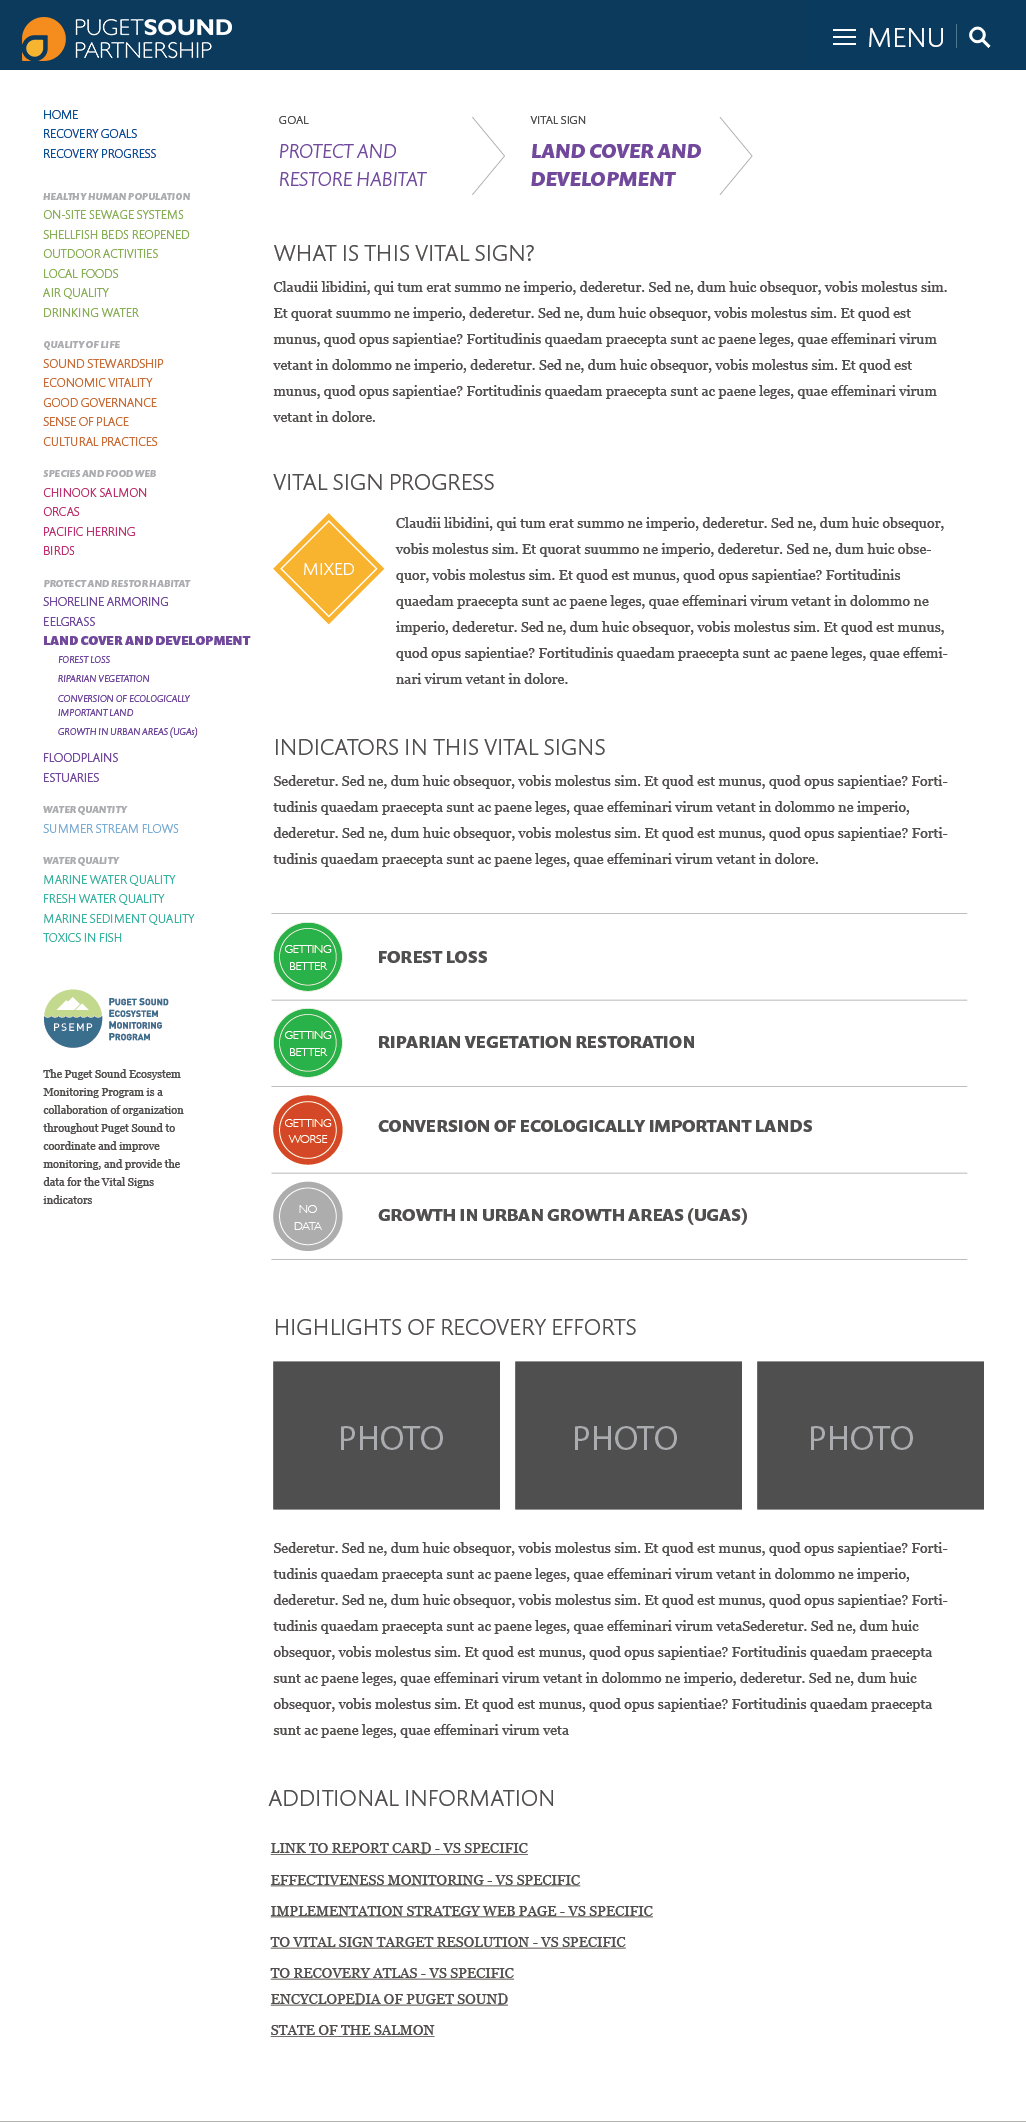 PUGETSOUND
PARTNERSHIP
MENU
HOME
RECOVERY GOALS
RECOVERY PROGRESS
HEALTHY HUMAN POPULATION
ON-SITE SEWAGE SYSTEMS
SHELLFISH BEDS REOPENED
OUTDOOR ACTIVITIES
LOCAL FOODS
AIR QUALITY
DRINKING WATER
QUALITY OF LIFE
SOUND STEWARDSHIP
ECONOMIC VITALITY
GOOD GOVERNANCE
SENSE OF PLACE
CULTURAL PRACTICES
SPECIES AND FOOD WEB
CHINOOK SALMON
ORCAS
PACIFIC HERRING
BIRDS
PROTECT AND RESTOR HABITAT
SHORELINE ARMORING
EELGRASS
LAND COVER AND DEVELOPMENT
FOREST LOSS
RIPARIAN VEGETATION
CONVERSION OF ECOLOGICALLY
IMPORTANT LAND
GROWTH IN URBAN AREAS (UGAs)
FLOODPLAINS
ESTUARIES
WATER QUANTITY
SUMMER STREAM FLOWS
WATER QUALITY
MARINE WATER QUALITY
FRESH WATER QUALITY
MARINE SEDIMENT QUALITY
TOXICS IN FISH
PSEMP
PUGET SOUND
ECOSYSTEM
MONITORING
PROGRAM
The Puget Sound Ecosystem
Monitoring Program is a
collaboration of organization
throughout Puget Sound to
coordinate and improve
monitoring, and provide the
data for the Vital Signs
indicators
GOAL
PROTECT AND
RESTORE HABITAT
VITAL SIGN
LAND COVER AND
DEVELOPMENT
WHAT IS THIS VITAL SIGN?
Claudii libidini, qui tum erat summo ne imperio, dederetur. Sed ne, dum huic obsequor, vobis molestus sim.
Et quorat suummo ne imperio, dederetur. Sed ne, dum huic obsequor, vobis molestus sim. Et quod est
munus, quod opus sapientiae? Fortitudinis quaedam praecepta sunt ac paene leges, quae effeminari virum
vetant in dolommo ne imperio, dederetur. Sed ne, dum huic obsequor, vobis molestus sim. Et quod est
munus, quod opus sapientiae? Fortitudinis quaedam praecepta sunt ac paene leges, quae effeminari virum
vetant in dolore.
VITAL SIGN PROGRESS
MIXED
Claudii libidini, qui tum erat summo ne imperio, dederetur. Sed ne, dum huic obsequor,
vobis molestus sim. Et quorat suummo ne imperio, dederetur. Sed ne, dum huic obse-
quor, vobis molestus sim. Et quod est munus, quod opus sapientiae? Fortitudinis
quaedam praecepta sunt ac paene leges, quae effeminari virum vetant in dolommo ne
imperio, dederetur. Sed ne, dum huic obsequor, vobis molestus sim. Et quod est munus,
quod opus sapientiae? Fortitudinis quaedam praecepta sunt ac paene leges, quae effemi-
nari virum vetant in dolore.
INDICATORS IN THIS VITAL SIGNS
Sederetur. Sed ne, dum huic obsequor, vobis molestus sim. Et quod est munus, quod opus sapientiae? Forti-
tudinis quaedam praecepta sunt ac paene leges, quae effeminari virum vetant in dolommo ne imperio,
dederetur. Sed ne, dum huic obsequor, vobis molestus sim. Et quod est munus, quod opus sapientiae? Forti-
tudinis quaedam praecepta sunt ac paene leges, quae effeminari virum vetant in dolore.
GETTING
BETTER
FOREST LOSS
GETTING
BETTER
RIPARIAN VEGETATION RESTORATION
GETTING
WORSE
CONVERSION OF ECOLOGICALLY IMPORTANT LANDS
NO
DATA
GROWTH IN URBAN GROWTH AREAS (UGAS)
HIGHLIGHTS OF RECOVERY EFFORTS
PHOTO
PHOTO
PHOTO
Sederetur. Sed ne, dum huic obsequor, vobis molestus sim. Et quod est munus, quod opus sapientiae? Forti-
tudinis quaedam praecepta sunt ac paene leges, quae effeminari virum vetant in dolommo ne imperio,
dederetur. Sed ne, dum huic obsequor, vobis molestus sim. Et quod est munus, quod opus sapientiae? Forti-
tudinis quaedam praecepta sunt ac paene leges, quae effeminari virum vetaSederetur. Sed ne, dum huic
obsequor, vobis molestus sim. Et quod est munus, quod opus sapientiae? Fortitudinis quaedam praecepta
sunt ac paene leges, quae effeminari virum vetant in dolommo ne imperio, dederetur. Sed ne, dum huic
obsequor, vobis molestus sim. Et quod est munus, quod opus sapientiae? Fortitudinis quaedam praecepta
sunt ac paene leges, quae effeminari virum veta
ADDITIONAL INFORMATION
LINK TO REPORT CARD - VS SPECIFIC
EFFECTIVENESS MONITORING - VS SPECIFIC
IMPLEMENTATION STRATEGY WEB PAGE - VS SPECIFIC
TO VITAL SIGN TARGET RESOLUTION - VS SPECIFIC
TO RECOVERY ATLAS - VS SPECIFIC
ENCYCLOPEDIA OF PUGET SOUND
STATE OF THE SALMON